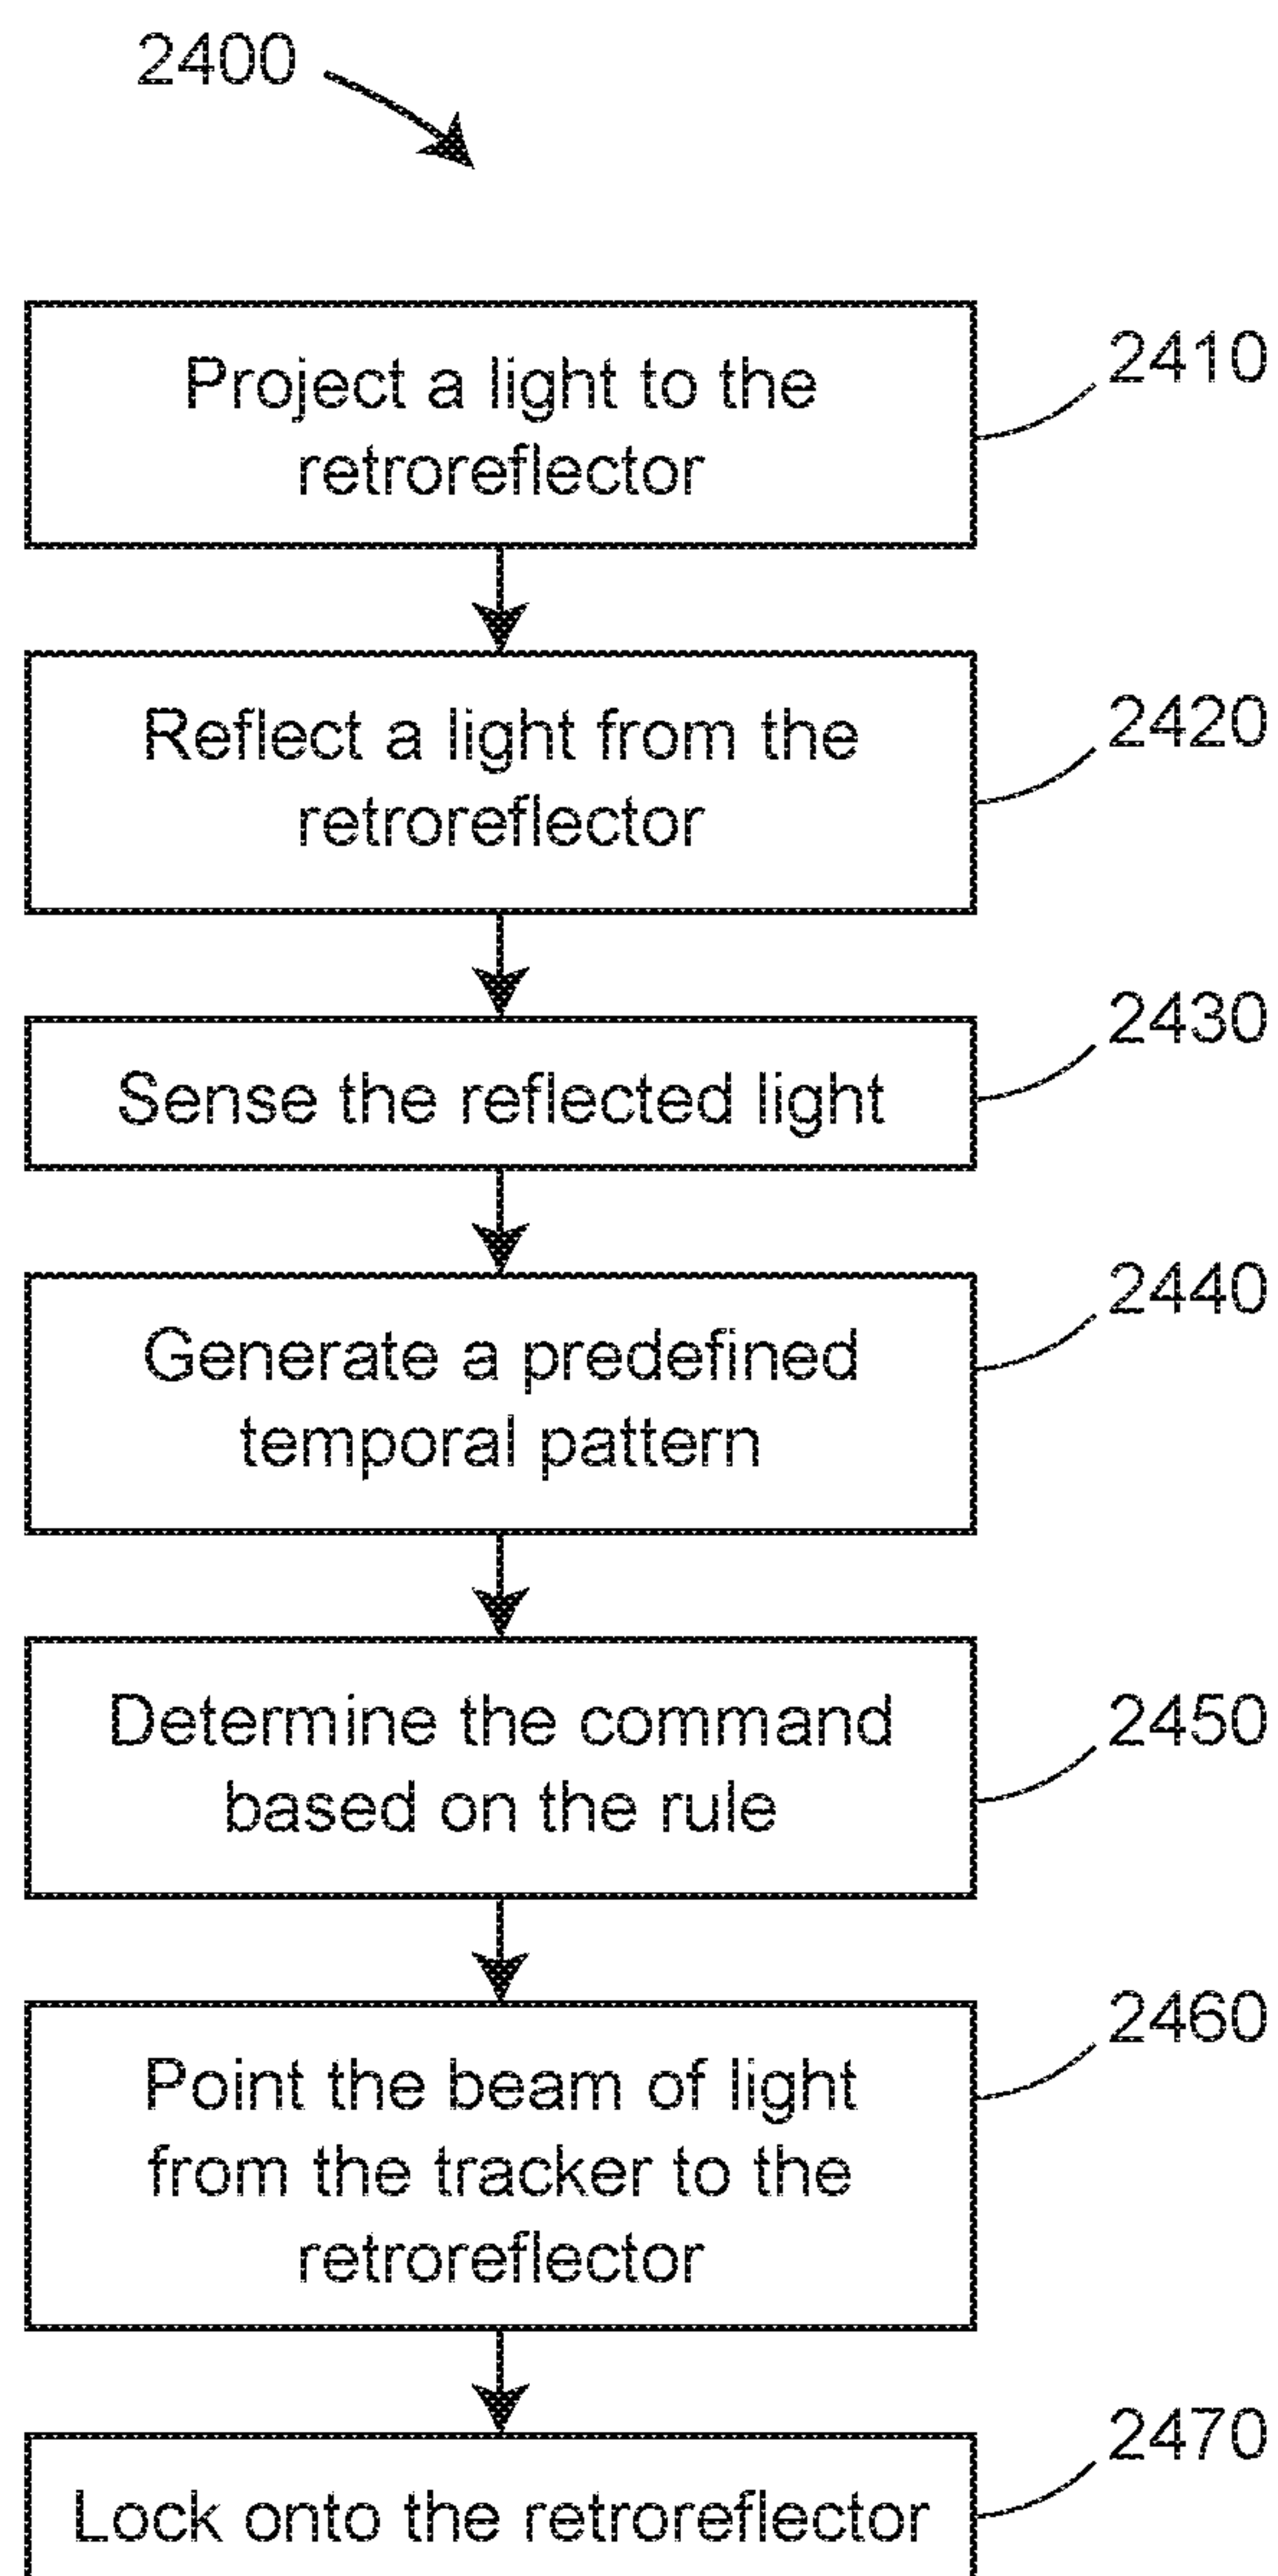 2400
Project a light to the
retroreflector
2410
Reflect a light from the
retroreflector
2420
Sense the reflected light
2430
Generate a predefined
temporal pattern
2440
Determine the command
based on the rule
2450
Point the beam of light
from the tracker to the
retroreflector
2460
Lock onto the retroreflector
2470